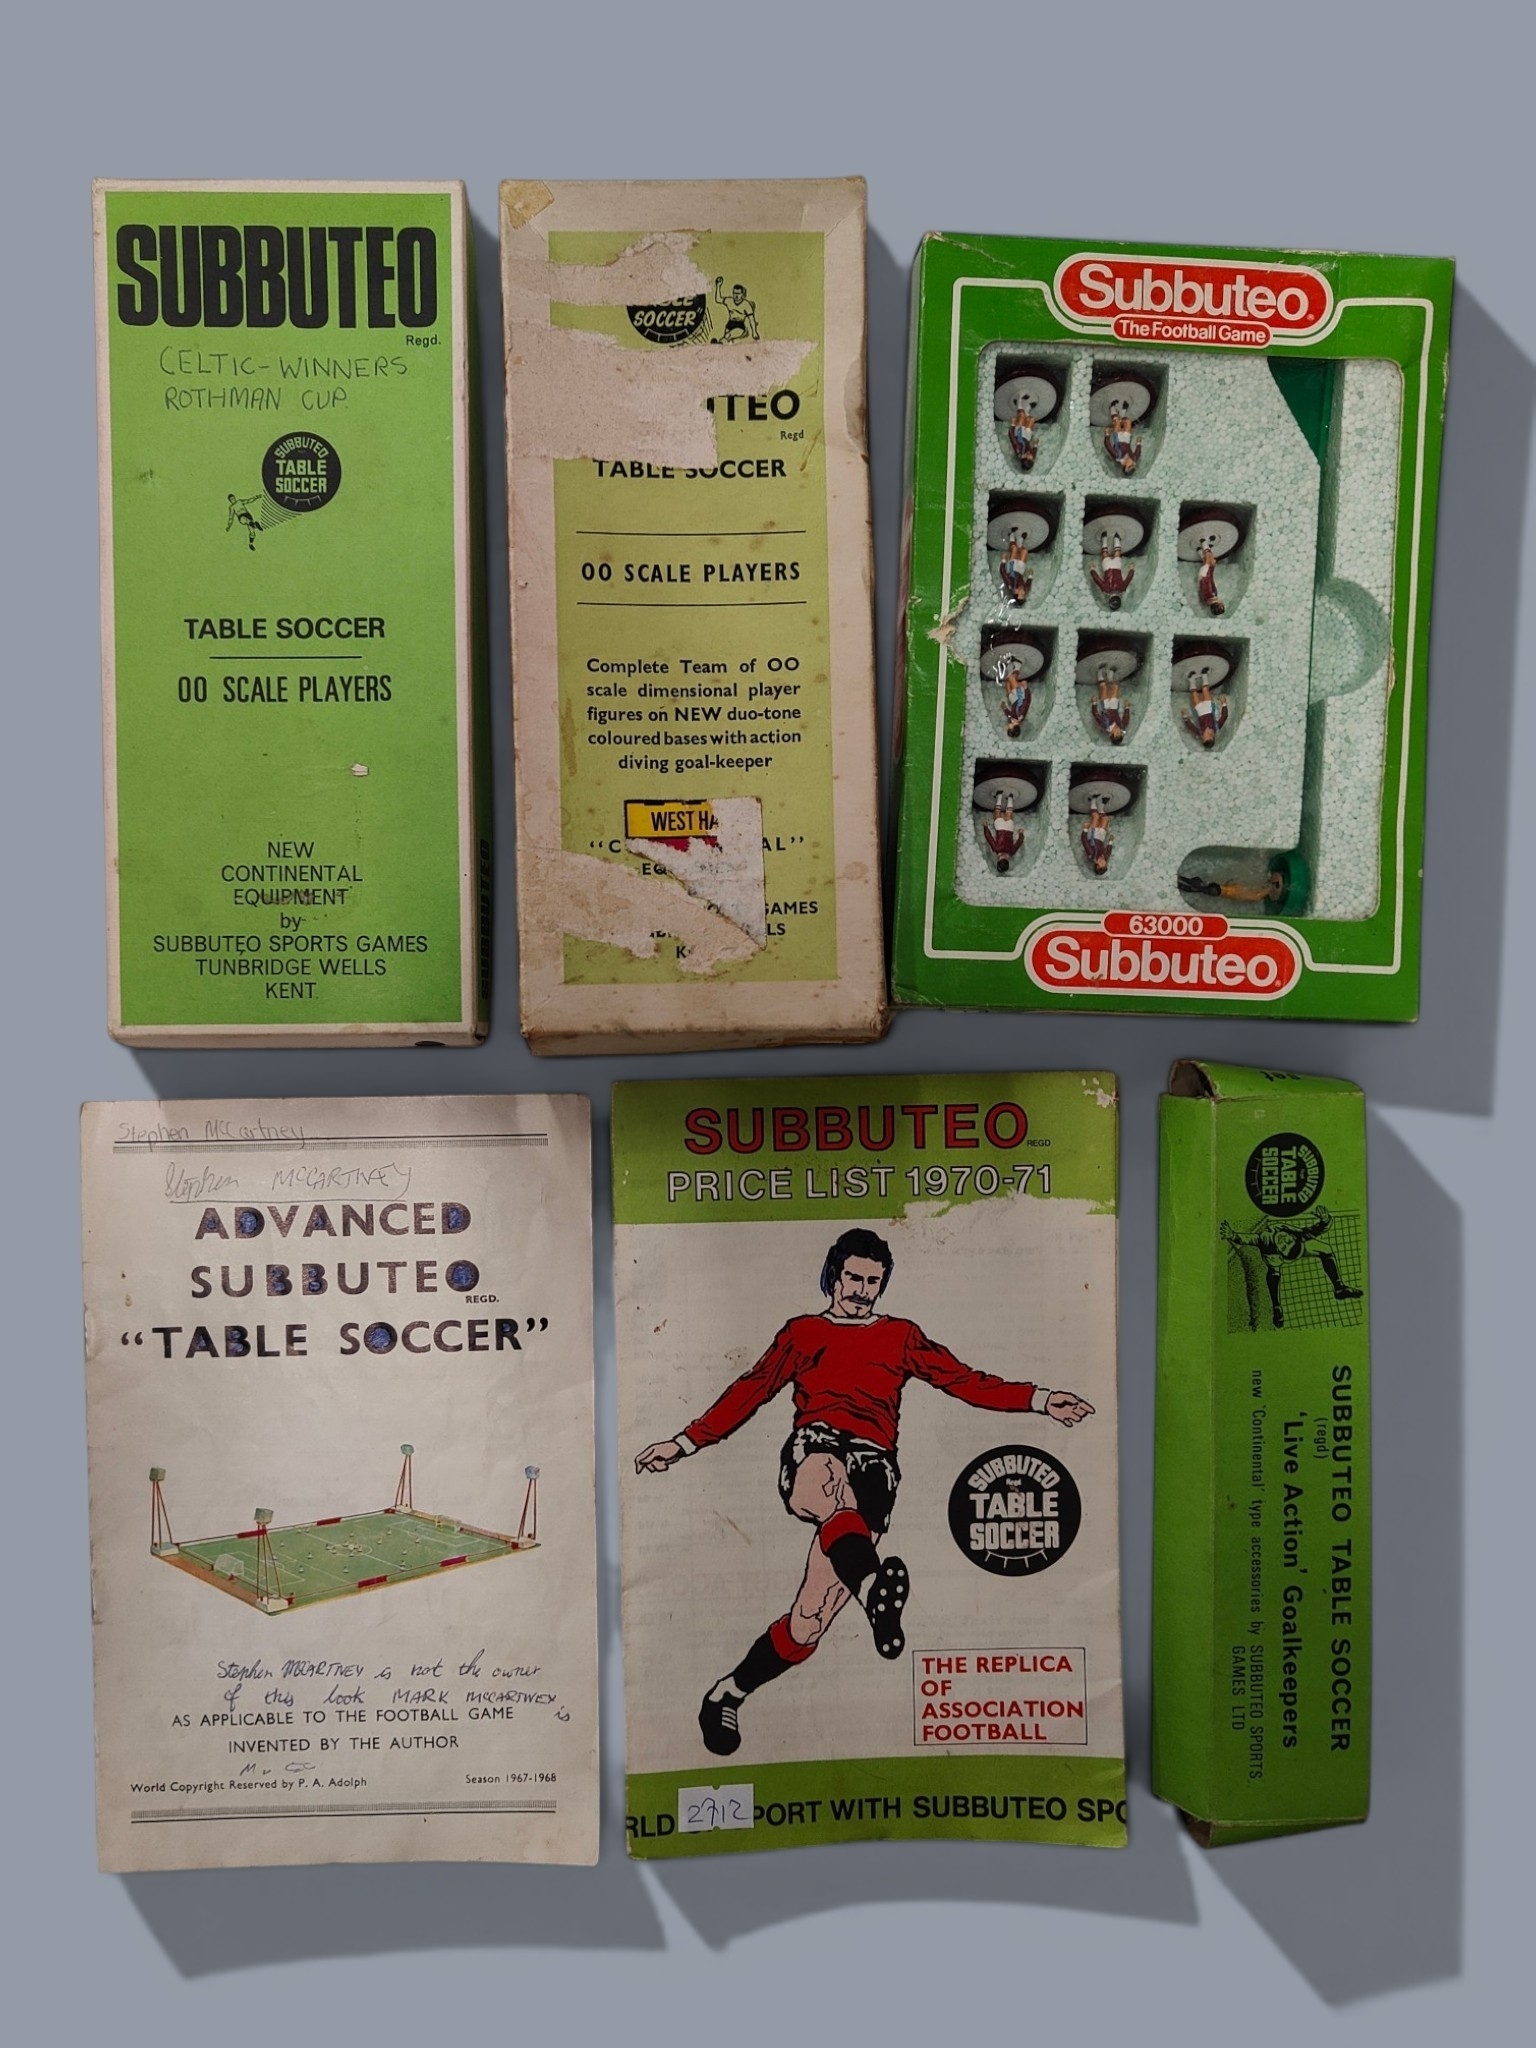 SUBBUTEO
Regd.
CELTIC-WINNERS
ROTHMAN CUP.
SUBBUTEO
TABLE
SOCCER
TABLE SOCCER
00 SCALE PLAYERS
NEW
CONTINENTAL
EQUIPMENT
by
SUBBUTEO SPORTS GAMES
TUNBRIDGE WELLS
KENT
SOCCER
TEO
Regd
TABLE SOCCER
00 SCALE PLAYERS
Complete Team of OO
scale dimensional player
figures on NEW duo-tone
coloured bases with action
diving goal-keeper
WEST HA
"C AL"
EQ
GAMES
LS
K
Subbuteo
The Football Game
63000
Subbuteo
Stephen McCartney
Stephen McCARTNEY
ADVANCED
SUBBUTEO
REGD.
"TABLE SOCCER"
Stephen McCARTNEY is not the owner
of this book MARK McCARTNEY is
AS APPLICABLE TO THE FOOTBALL GAME
INVENTED BY THE AUTHOR
World Copyright Reserved by P. A. Adolph
Season 1967-1968
SUBBUTEO
REGD
PRICE LIST 1970-71
SUBBUTEO
Regd
TABLE
SOCCER
THE REPLICA
OF
ASSOCIATION
FOOTBALL
2712
RLD PORT WITH SUBBUTEO SPO
SUBBUTEO
TABLE
SOCCER
SUBBUTEO TABLE SOCCER
(regd)
'Live Action' Goalkeepers
new 'Continental' type accessories by SUBBUTEO SPORTS
GAMES LTD